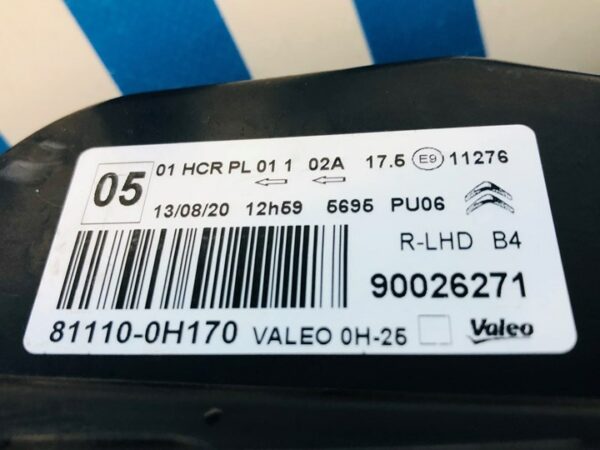 05 01 HCR PL 01 1 02A 17.5 E9 11276
13/08/20 12h59 5695 PU06
R-LHD B4
90026271
81110-0H170 VALEO 0H-25 Valeo